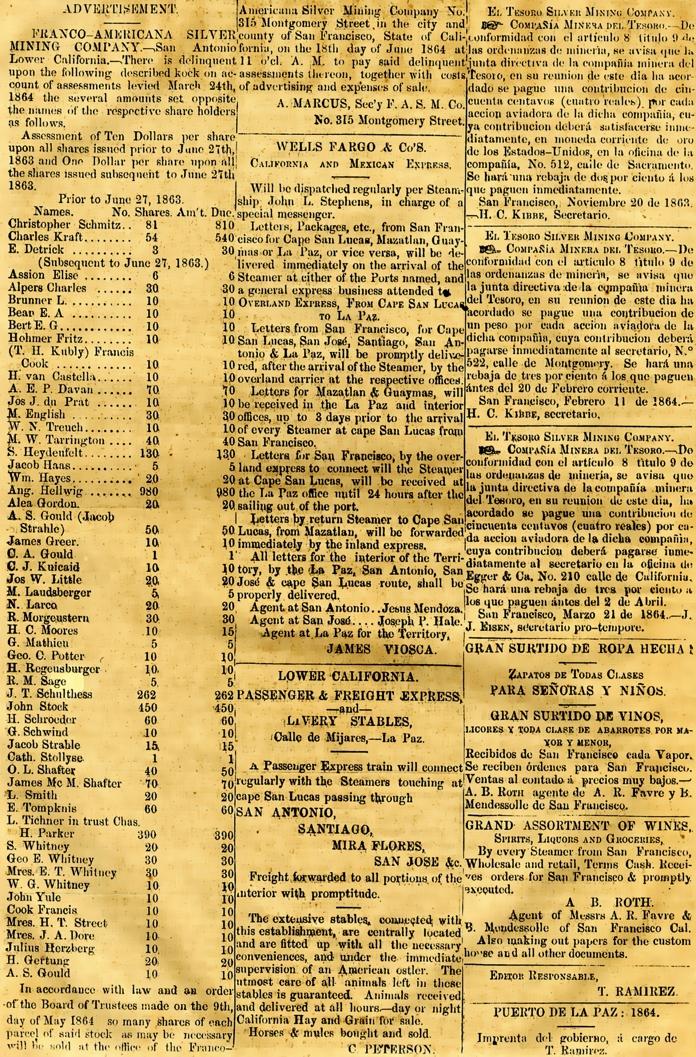 ADVERTISEMENT.
FRANCO-AMERICANA SILVER
MINING COMPANY.—San Antonio
Lower California.—There is delinquent
upon the following described kock on ac-
count of assessments levied March 24th,
1864 the several amounts set opposite
the names of the respective share holders
as follows.
Assessment of Ten Dollars per share
upon all shares issued prior to June 27th,
1863 and One Dollar per share upon all
the shares issued subsequent to June 27th
1863.
Prior to June 27, 1863.
Names. No. Shares. Am't. Due.
Christopher Schmitz.. 81 810
Charles Kraft........ 54 540
E. Detrick ........ 3 30
(Subsequent to June 27, 1863.)
Assion Elise ........ 6 6
Alpers Charles ...... 30 30
Brunner L. ........ 10 10
Bear E. A ........ 10 10
Bert E. G ........ 10 10
Hohmer Fritz........ 10 10
(T. H. Kubly) Francis
Cook ........ 10 10
H. van Castella...... 10 10
A. E. P. Davan ..... 70 70
Jos J. du Prat ..... 10 10
M. English ........ 30 30
W. N. Treuch....... 10 10
M. W. Tarrington .... 40 40
S. Heydenfelt....... 130 130
Jacob Haas........ 5 5
Wm. Hayes ........ 20 20
Ang. Hellwig ........ 980 980
Alea Gordon. 20 20
A. S. Gould (Jacob
Strahle) 50 50
James Greer. 10 10
C. A. Gould 1 1
C. J. Kuicaid 10 10
Jos W. Little 20 20
M. Laudsberger 5 5
N. Larco 20 20
R. Morgenstern 30 30
H. C. Moores 10 15
G. Mathieu 5 5
Geo. C. Potter 10 10
H. Regensburger 10 10
R. M. Sage 5 5
J. T. Schulthess 262 262
John Stock 450 450
H. Schroeder 60 60
G. Schwind 10 10
Jacob Strable 15 15
Cath. Stollyse 1 1
O. L. Shafter 40 50
James Mc M. Shafter 70 70
L. Smith 20 20
E. Tompknis 60 60
L. Tichner in trust Chas.
H. Parker 390 390
S. Whitney 20 20
Geo E. Whitney 30 30
Mres. E. T. Whitney 30 30
W. G. Whitney 10 10
John Yule 10 10
Cook Francis 10 10
Mres. H. T. Street 10 10
Mres. J. A. Dore 10 10
Julius Herzberg 10 10
H. Gertung 20 20
A. S. Gould 10 10
In accordance with law and an order
of the Board of Trustees made on the 9th,
day of May 1864 so many shares of each
parcel of said stock as may be necessary
will be sold at the office of the Franco-
Americana Silver Mining Company No.
315 Montgomery Street in the city and
county of San Francisco, State of Cali-
fornia, on the 18th day of June 1864 at
11 o'cl. A. M. to pay said delinquent
assessments thereon, together with costs
of advertising and expenses of sale.
A. MARCUS, Sec'y F. A. S. M. Co.
No. 315 Montgomery Street.
WELLS FARGO & Co'S.
CALIFORNIA AND MEXICAN EXPRESS.
Will be dispatched regularly per Steam-
ship John L. Stephens, in charge of a
special messenger.
Letters, Packages, etc., from San Fran-
cisco for Cape San Lucas, Mazatlan, Guay-
mas or La Paz, or vice versa, will be de-
livered immediately on the arrival of the
Steamer at either of the Ports named, and
a general express business attended to
OVERLAND EXPRESS, FROM CAPE SAN LUCAS
TO LA PAZ.
Letters from San Francisco, for Cape
San Lucas, San José, Santiago, San An-
tonio & La Paz, will be promptly delive-
red, after the arrival of the Steamer, by the
overland carrier at the respective offices.
Letters for Mazatlan & Guaymas, will
be received in the La Paz and interior
offices, up to 3 days prior to the arrival
of every Steamer at cape San Lucas from
San Francisco.
Letters for San Francisco, by the over-
land express to connect will the Steamer
at Cape San Lucas, will be received at
the La Paz office until 24 hours after the
sailing out of the port.
Letters by return Steamer to Cape San
Lucas, from Mazatlan, will be forwarded
immediately by the inland express.
All letters for the interior of the Terri-
tory, by the La Paz, San Antonio, San
José & cape San Lucas route, shall be
properly delivered.
Agent at San Antonio..Jesus Mendoza.
Agent at San José.... Joseph P. Hale.
Agent at La Paz for the Territory,
JAMES VIOSCA.
LOWER CALIFORNIA.
PASSENGER & FREIGHT EXPRESS,
—and—
LIVERY STABLES,
Calle de Mijares,—La Paz.
A Passenger Express train will connect
regularly with the Steamers touching at
cape San Lucas passing through
SAN ANTONIO,
SANTIAGO,
MIRA FLORES,
SAN JOSE &c.
Freight forwarded to all portions of the
interior with promptitude.
The extensive stables, connected with
this establishment, are centrally located
and are fitted up with all the necessary
conveniences, and under the immediate
supervision of an American ostler. The
utmost care of all animals left in these
stables is guaranteed. Animals received
and delivered at all hours—day or night
California Hay and Grain for sale.
Horses & mules bought and sold.
C PETERSON.
EL TESORO SILVER MINING COMPANY.
COMPAÑIA MINERA DEL TESORO.—De
conformidad con el articulo 8 titulo 9 de
las ordenanzas de mineria, se avisa que la
junta directiva de la compañia minera del
Tesoro, en su reunion de este dia ha acor-
dado se pague una contribucion de cin-
cuenta centavos (cuatro reales) por cada
accion aviadora de la dicha compañia, cu-
ya contribucion deberá satisfacerse inme-
diatamente, en moneda corriente de oro
de los Estados-Unidos, en la oficina de la
compañia, No. 512, calle de Sacramento.
Se hará una rebaja de dos por ciento á los
que paguen inmediatamente.
San Francisco, Noviembre 20 de 1863.
—H. C. KIBBE, Secretario.
EL TESORO SILVER MINING COMPANY.
COMPAÑIA MINERA DEL TESORO.—De
conformidad con el articulo 8 titulo 9 de
las ordenanzas de mineria, se avisa que
la junta directiva de la compañia minera
del Tesoro, en su reunion de este dia ha
acordado se pague una contribucion de
un peso por cada accion aviadora de la
dicha compañia, cuya contribucion deberá
pagarse inmediatamente al secretario, N.°
522, calle de Montgomery. Se hará una
rebaja de tres por ciento á los que paguen
ántes del 20 de Febrero corriente.
San Francisco, Febrero 11 de 1864.—
H. C. KIBBE, secretario.
EL TESORO SILVER MINING COMPANY.
COMPAÑIA MINERA DEL TESORO.—De
conformidad con el articulo 8 titulo 9 de
las ordenanzas de mineria, se avisa que
la junta directiva de la compañia minera
del Tesoro, en su reunion de este dia, ha
acordado se pague una contribucion de
cincuenta centavos (cuatro reales) por ca-
da accion aviadora de la dicha compañia,
cuya contribucion deberá pagarse inme-
diatamente al secretario en la oficina de
Egger & Ca. No. 210 calle de California.
Se hará una rebaja de tres por ciento a
los que paguen ántes del 2 de Abril.
San Francisco, Marzo 21 de 1864.—J.
J. EISEN, secretario pro-tempore.
GRAN SURTIDO DE ROPA HECHA!
ZAPATOS DE TODAS CLASES
PARA SEÑORAS Y NIÑOS.
GRAN SURTIDO DE VINOS,
LICORES Y TODA CLASE DE ABARROTES POR MA-
YOR Y MENOR,
Recibidos de San Francisco cada Vapor.
Se reciben órdenes para San Francisco.
Ventas al contado á precios muy bajos.—
A. B. ROTH agente de A. R. Favre y B.
Mendessolle de San Francisco.
GRAND ASSORTMENT OF WINES,
SPIRITS, LIQUORS AND GROCERIES,
By every Steamer from San Francisco,
Wholesale and retail, Terms Cash. Recei-
ves orders for San Francisco & promptly
executed.
A B. ROTH.
Agent of Messrs A. R. Favre &
B. Mendessolle of San Francisco Cal.
Also making out papers for the custom
house and all other documents.
EDITOR RESPONSABLE,
T. RAMIREZ.
PUERTO DE LA PAZ: 1864.
Imprenta del gobierno, á cargo de
T. Ramirez.